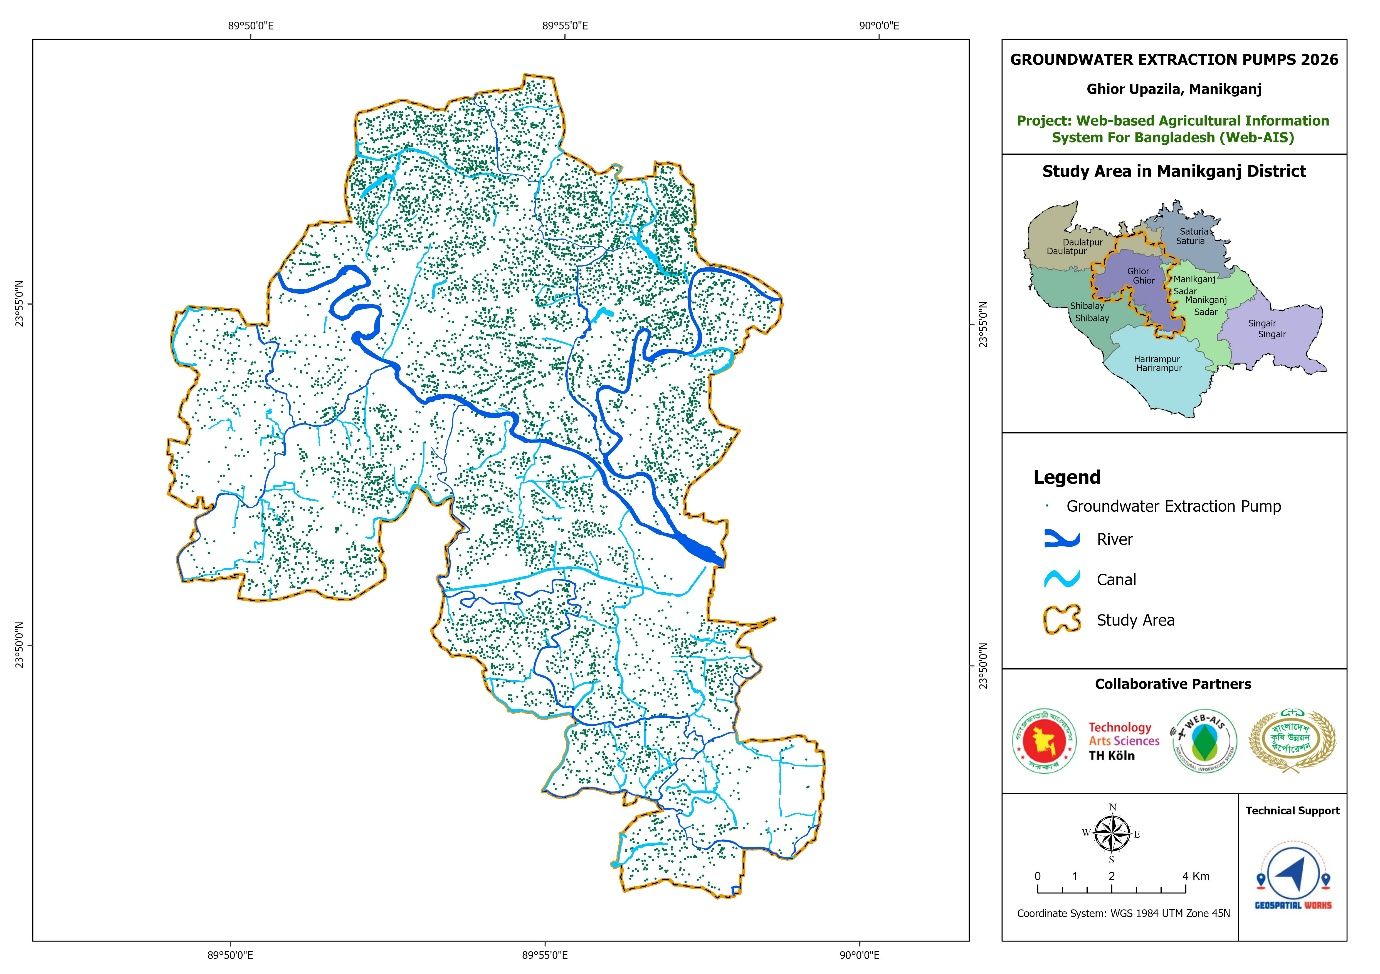 89°50'0"E
89°55'0"E
90°0'0"E
23°55'0"N
23°50'0"N
23°55'0"N
23°50'0"N
89°50'0"E
89°55'0"E
90°0'0"E
GROUNDWATER EXTRACTION PUMPS 2026
Ghior Upazila, Manikganj
Project: Web-based Agricultural Information
System For Bangladesh (Web-AIS)
Study Area in Manikganj District
Daulatpur
Daulatpur
Saturia
Saturia
Ghior
Ghior
Manikganj
Sadar
Manikganj
Sadar
Shibalay
Shibalay
Singair
Singair
Harirampur
Harirampur
Legend
Groundwater Extraction Pump
River
Canal
Study Area
Collaborative Partners
Technology
Arts Sciences
TH Köln
WEB-AIS
বাংলাদেশ
কৃষি উন্নয়ন
কর্পোরেশন
N
W
E
S
0 1 2 4 Km
Coordinate System: WGS 1984 UTM Zone 45N
Technical Support
GEOSPATIAL WORKS